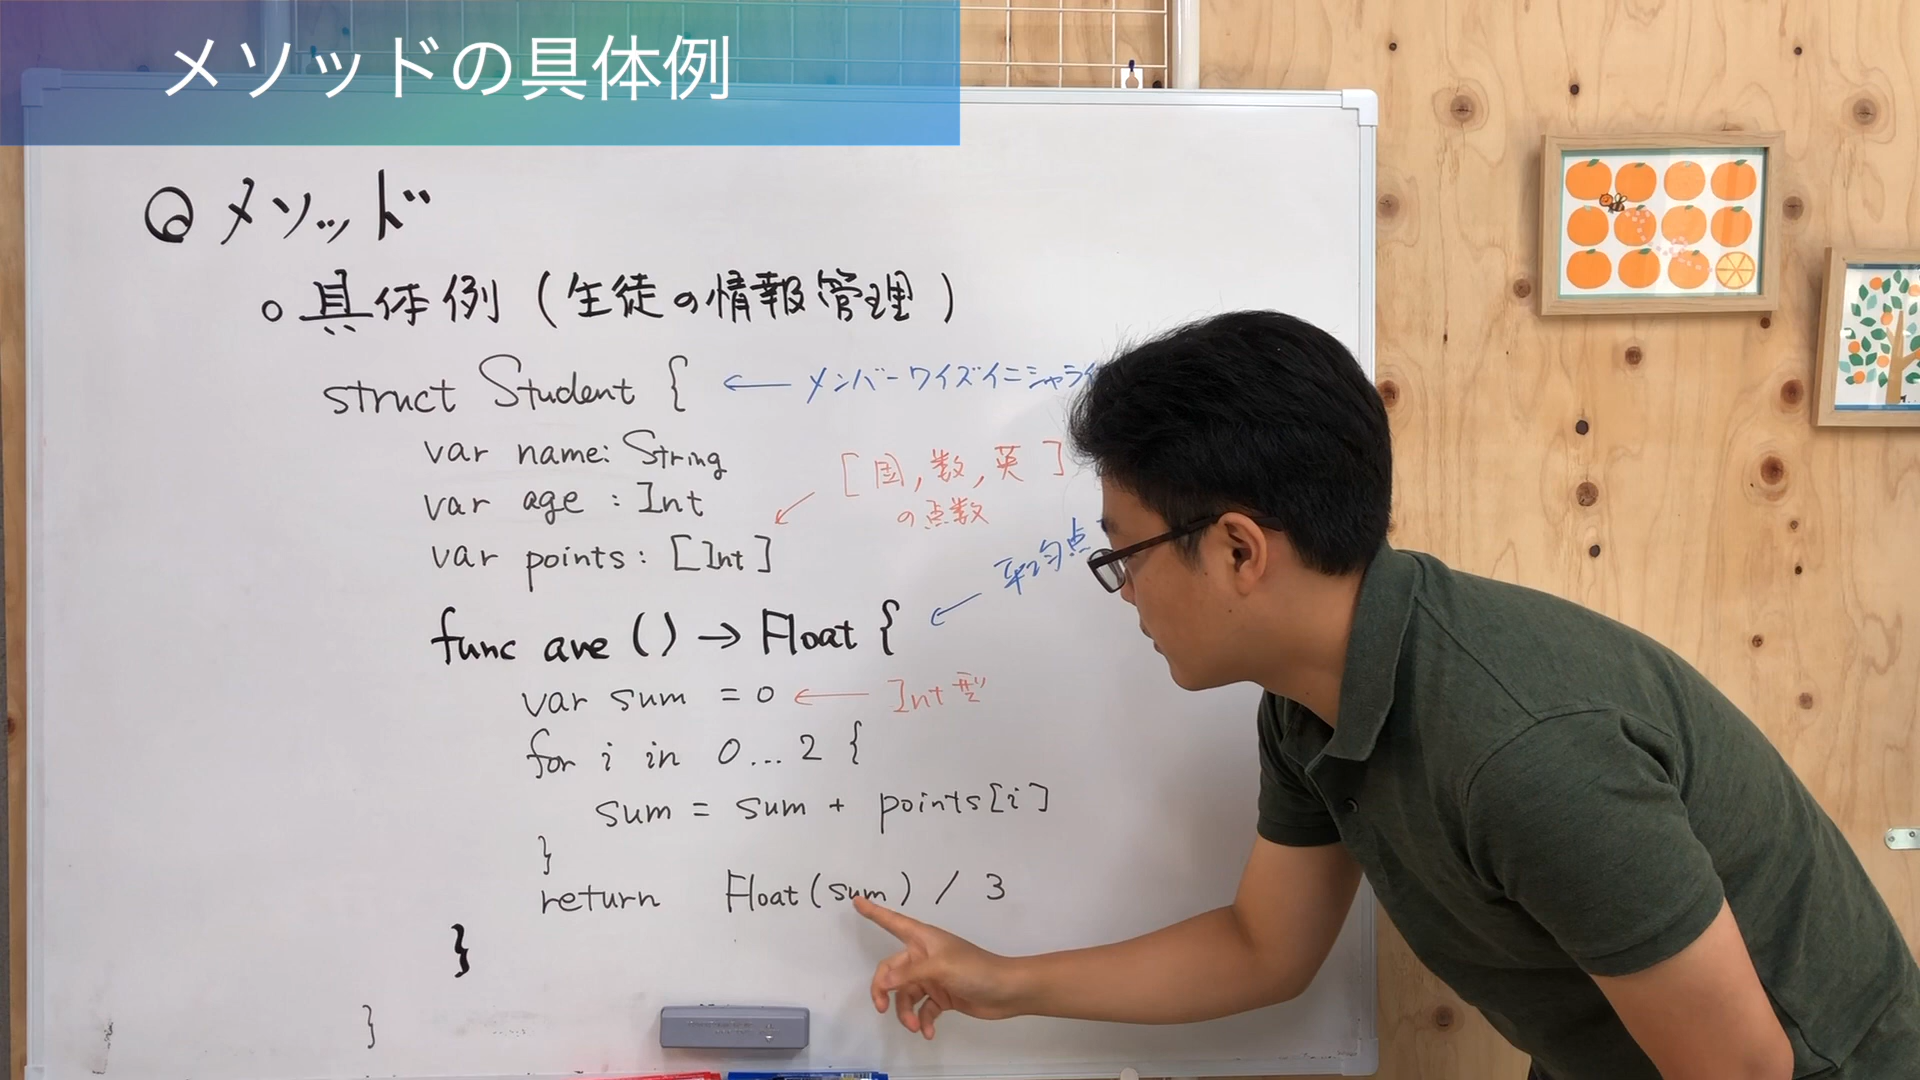 メソッドの具体例
メソッド
具体例(生徒の情報管理)
struct Student { ← メンバーワイズイニシャライ
var name: String
[国, 数, 英]
var age : Int
の点数
var points: [Int]
平均点
func ave () → Float {
var sum = 0 ← Int型
for i in 0...2 {
sum = sum + points[i]
}
return Float(sum) / 3
}
}